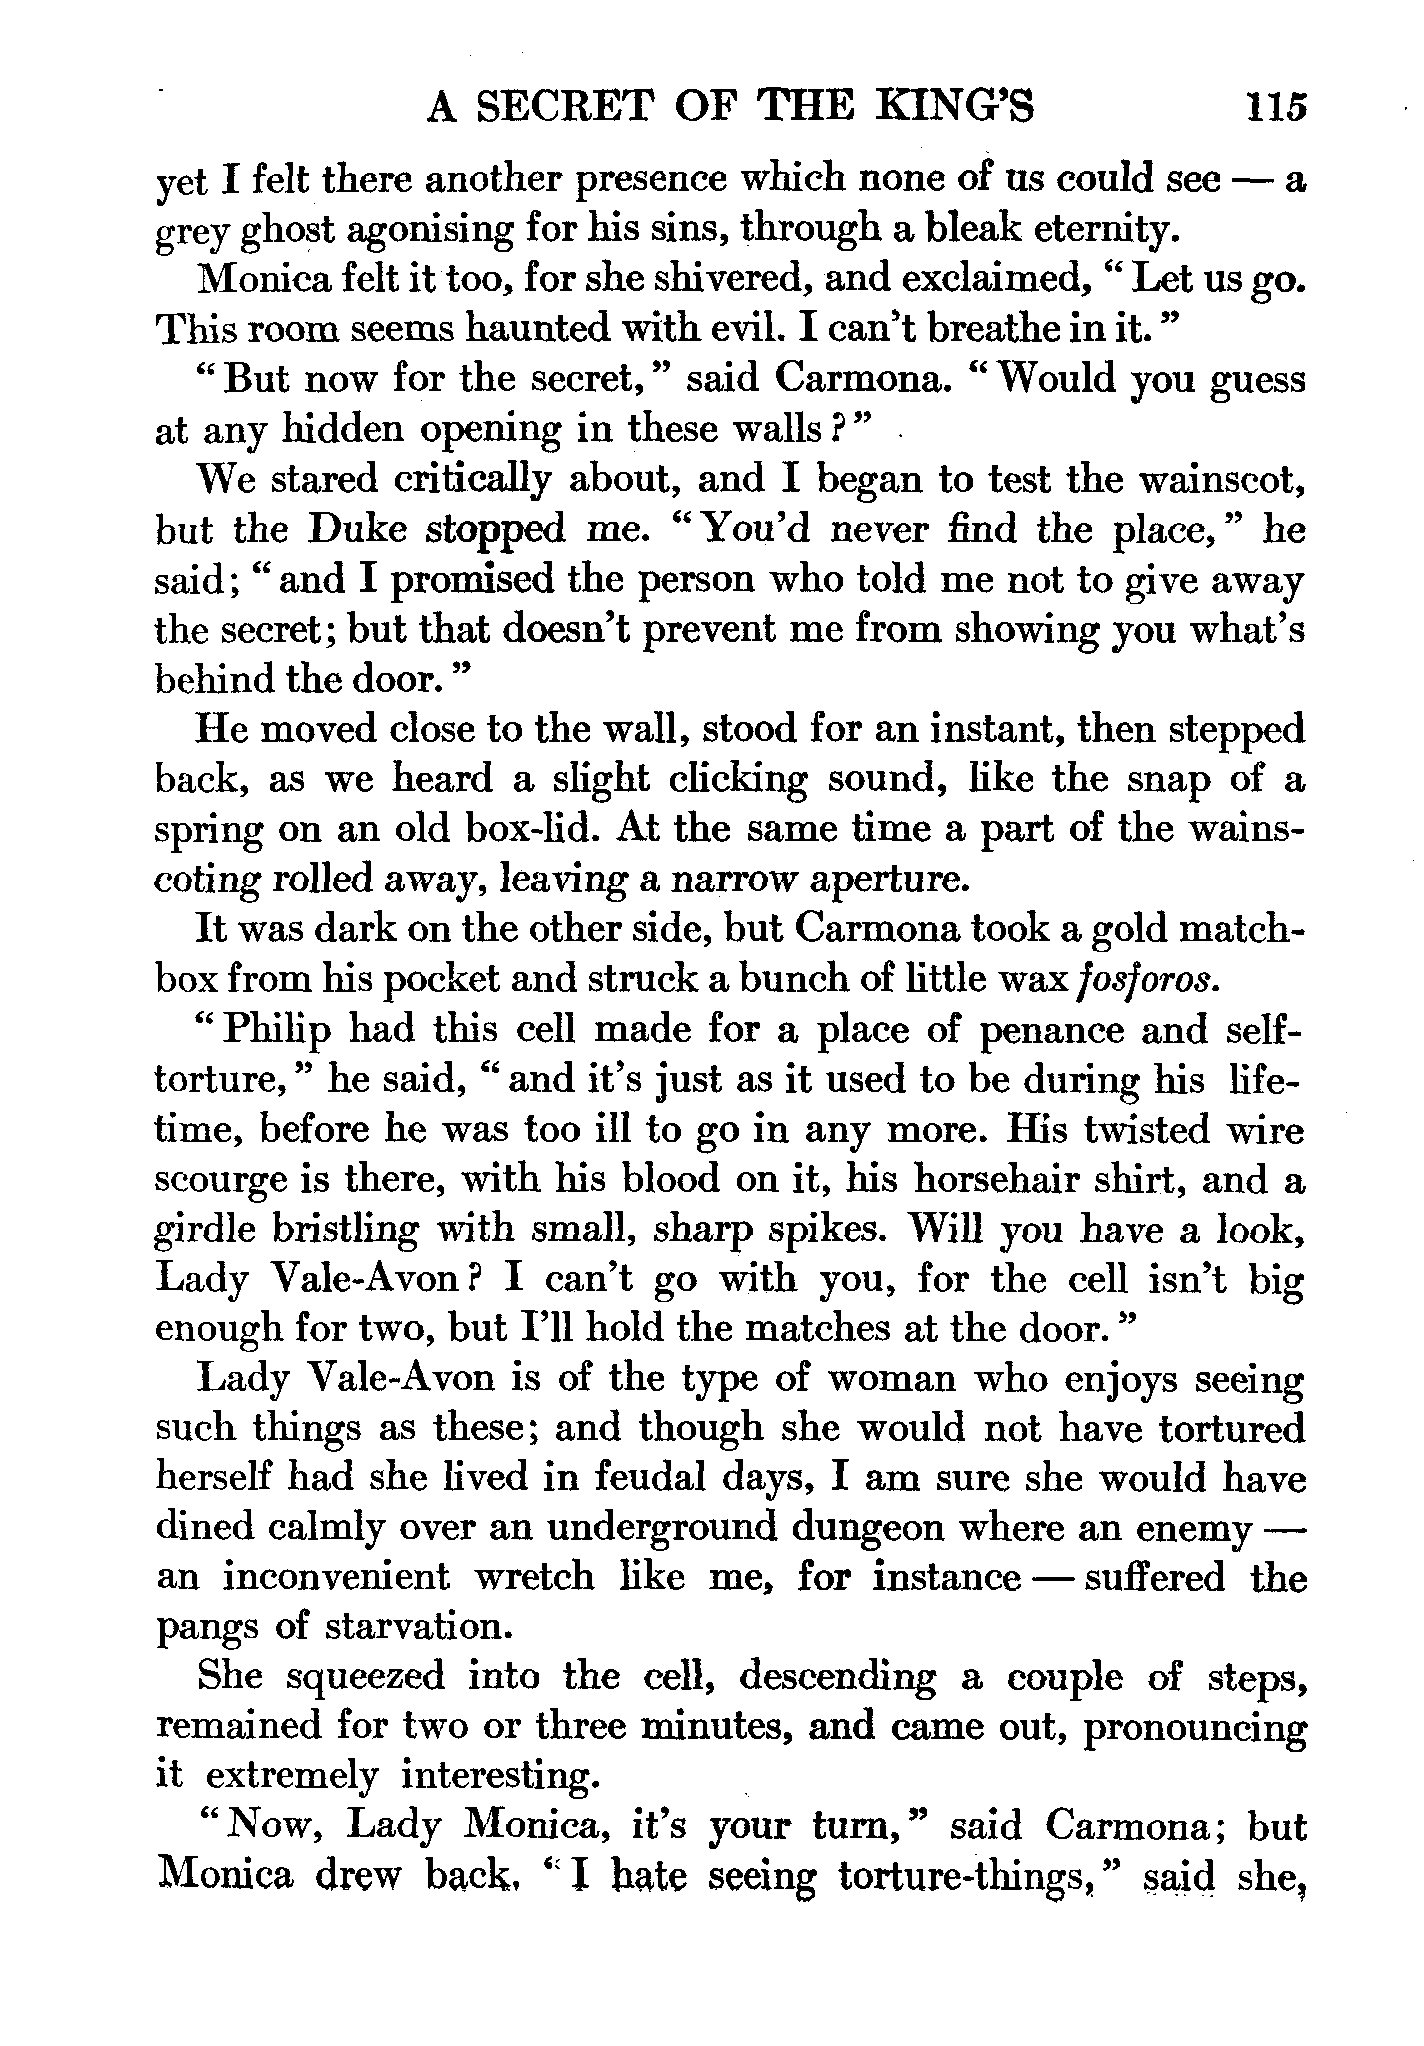 A SECRET OF THE KING'S 115
yet I felt there another presence which none of us could see — a
grey ghost agonising for his sins, through a bleak eternity.
Monica felt it too, for she shivered, and exclaimed, "Let us go.
This room seems haunted with evil. I can't breathe in it."
"But now for the secret," said Carmona. "Would you guess
at any hidden opening in these walls?"
We stared critically about, and I began to test the wainscot,
but the Duke stopped me. "You'd never find the place," he
said; "and I promised the person who told me not to give away
the secret; but that doesn't prevent me from showing you what's
behind the door."
He moved close to the wall, stood for an instant, then stepped
back, as we heard a slight clicking sound, like the snap of a
spring on an old box-lid. At the same time a part of the wains-
coting rolled away, leaving a narrow aperture.
It was dark on the other side, but Carmona took a gold match-
box from his pocket and struck a bunch of little wax fosforos.
"Philip had this cell made for a place of penance and self-
torture," he said, "and it's just as it used to be during his life-
time, before he was too ill to go in any more. His twisted wire
scourge is there, with his blood on it, his horsehair shirt, and a
girdle bristling with small, sharp spikes. Will you have a look,
Lady Vale-Avon? I can't go with you, for the cell isn't big
enough for two, but I'll hold the matches at the door."
Lady Vale-Avon is of the type of woman who enjoys seeing
such things as these; and though she would not have tortured
herself had she lived in feudal days, I am sure she would have
dined calmly over an underground dungeon where an enemy —
an inconvenient wretch like me, for instance — suffered the
pangs of starvation.
She squeezed into the cell, descending a couple of steps,
remained for two or three minutes, and came out, pronouncing
it extremely interesting.
"Now, Lady Monica, it's your turn," said Carmona; but
Monica drew back. "I hate seeing torture-things," said she,